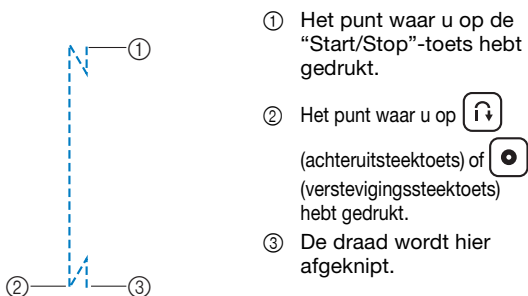 ① Het punt waar u op de
“Start/Stop”-toets hebt
gedrukt.
② Het punt waar u op
(achteruitsteektoets) of
(verstevigingssteektoets)
hebt gedrukt.
③ De draad wordt hier
afgeknipt.
①
② ③